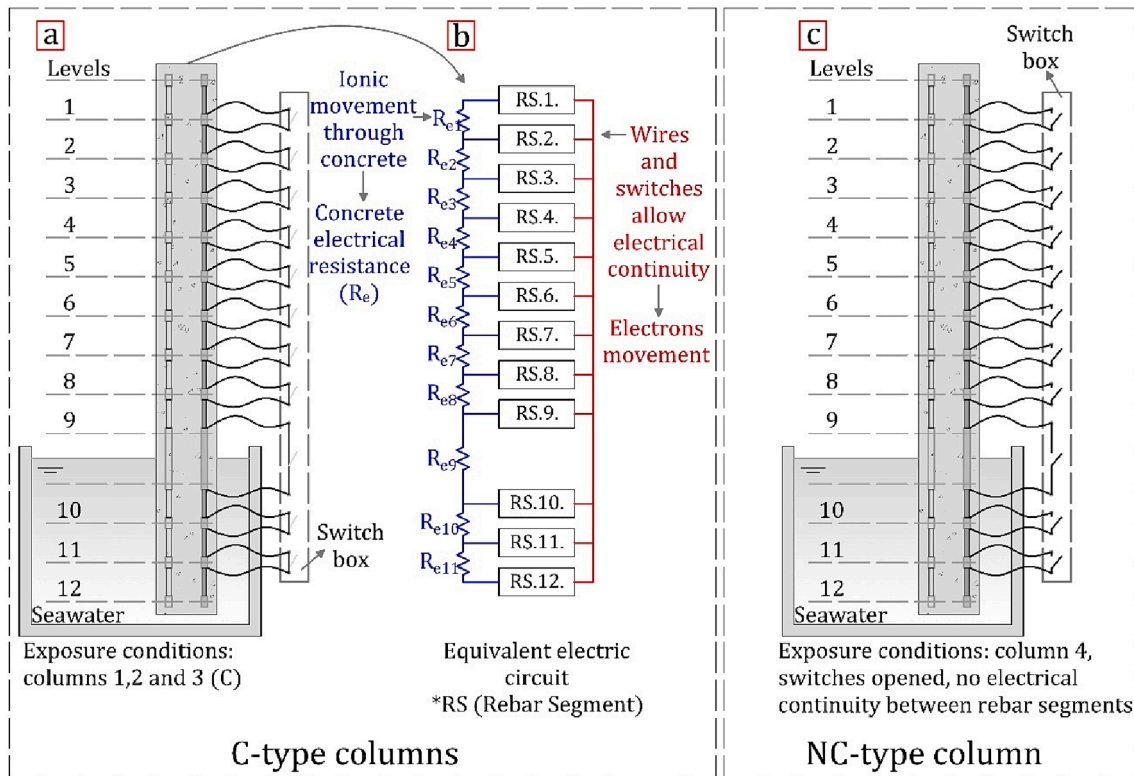 a
Levels
1
2
3
4
5
6
7
8
9
10
11
12
Seawater
Switch
box
Exposure conditions:
columns 1,2 and 3 (C)
b
Ionic
movement
through
concrete
Concrete
electrical
resistance
(Re)
Re1
Re2
Re3
Re4
Re5
Re6
Re7
Re8
Re9
Re10
Re11
RS.1.
RS.2.
RS.3.
RS.4.
RS.5.
RS.6.
RS.7.
RS.8.
RS.9.
RS.10.
RS.11.
RS.12.
Wires
and
switches
allow
electrical
continuity
Electrons
movement
Equivalent electric
circuit
*RS (Rebar Segment)
C-type columns
c
Switch
box
Levels
1
2
3
4
5
6
7
8
9
10
11
12
Seawater
Exposure conditions: column 4,
switches opened, no electrical
continuity between rebar segments
NC-type column